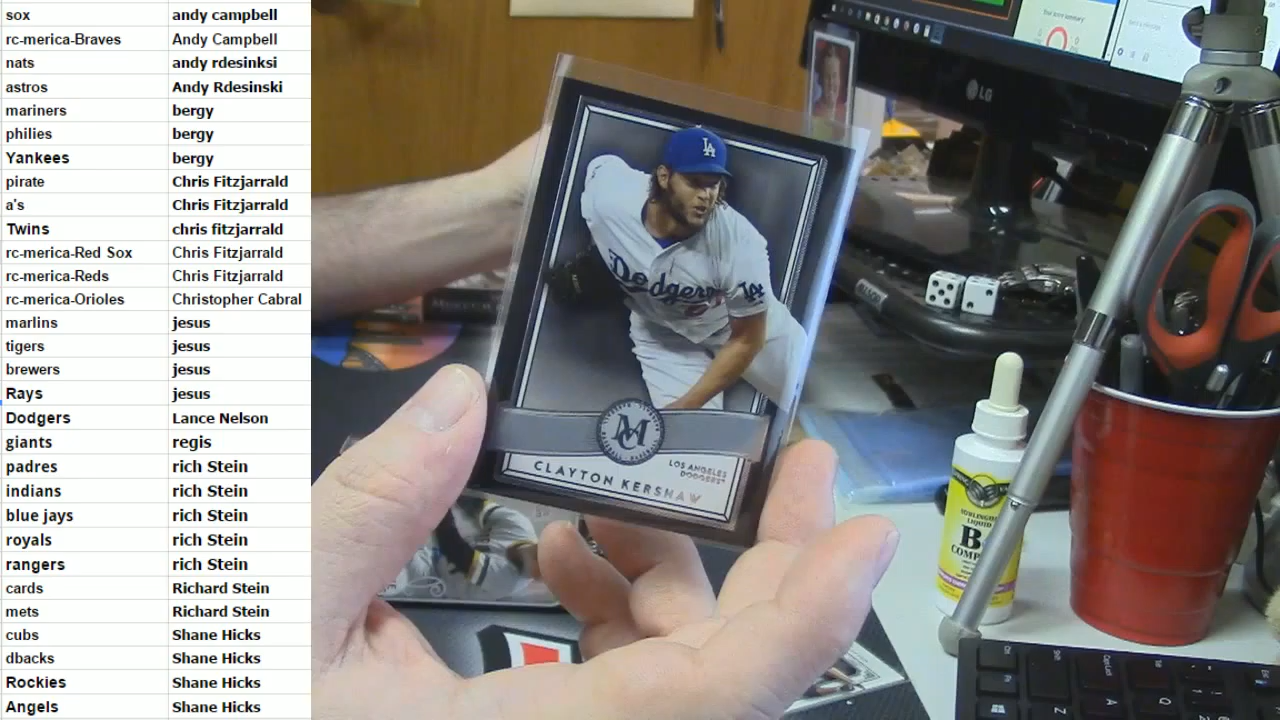 sox andy campbell
rc-merica-Braves Andy Campbell
nats andy rdesinksi
astros Andy Rdesinski
mariners bergy
philies bergy
Yankees bergy
pirate Chris Fitzjarrald
a's Chris Fitzjarrald
Twins chris fitzjarrald
rc-merica-Red Sox Chris Fitzjarrald
rc-merica-Reds Chris Fitzjarrald
rc-merica-Orioles Christopher Cabral
marlins jesus
tigers jesus
brewers jesus
Rays jesus
Dodgers Lance Nelson
giants regis
padres rich Stein
indians rich Stein
blue jays rich Stein
royals rich Stein
rangers rich Stein
cards Richard Stein
mets Richard Stein
cubs Shane Hicks
dbacks Shane Hicks
Rockies Shane Hicks
Angels Shane Hicks
LA
Dodgers
LA
M
CLAYTON KERSHAW
LOS ANGELES
DODGERS
LG
LIQUID
B
COMP